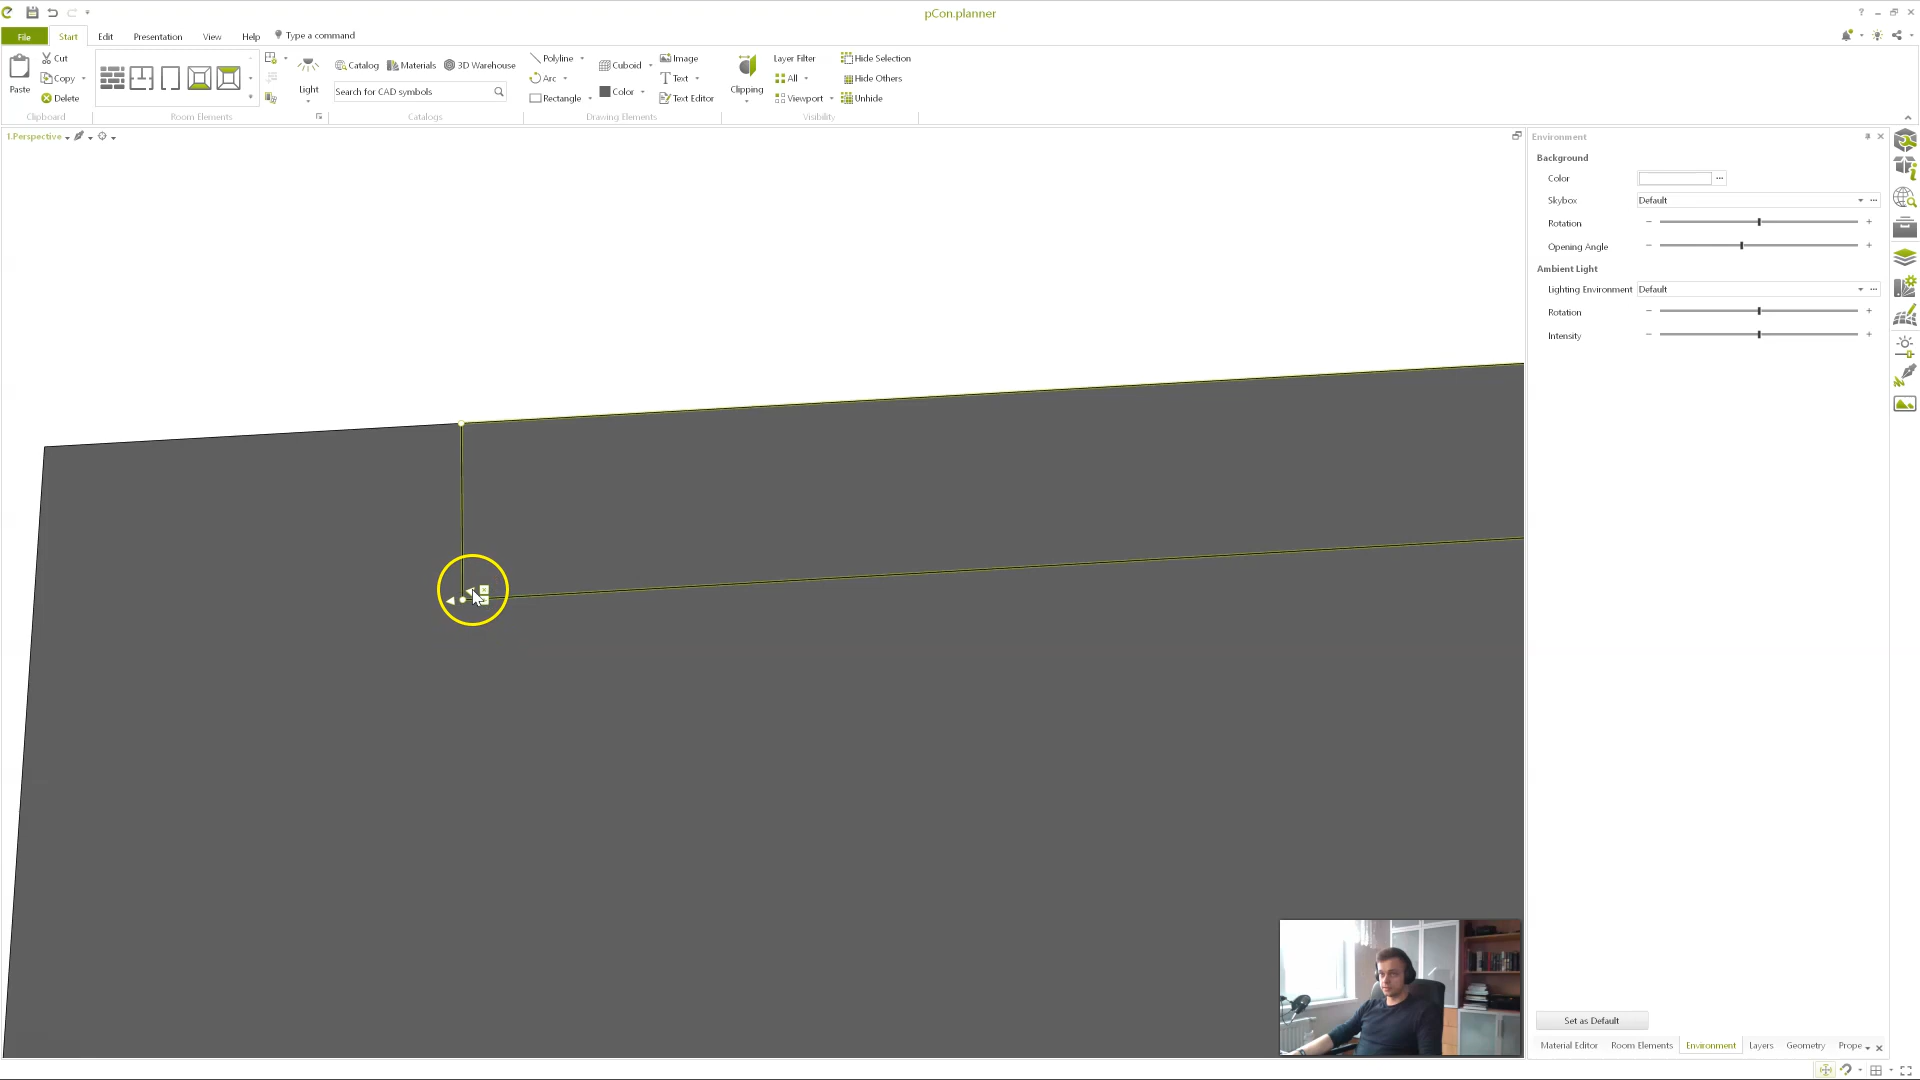 pCon.planner
File Start Edit Presentation View Help Type a command
Paste
Cut
Copy
Delete
Clipboard
Room Elements
Light
Catalog Materials 3D Warehouse
Search for CAD symbols
Catalogs
Polyline
Arc
Rectangle
Cuboid
Color
Image
Text
Text Editor
Drawing Elements
Clipping
Layer Filter
All
Viewport
Hide Selection
Hide Others
Unhide
Visibility
1.Perspective
Environment
Background
Color
Skybox Default
Rotation
Opening Angle
Ambient Light
Lighting Environment Default
Rotation
Intensity
Set as Default
Material Editor Room Elements Environment Layers Geometry Prope